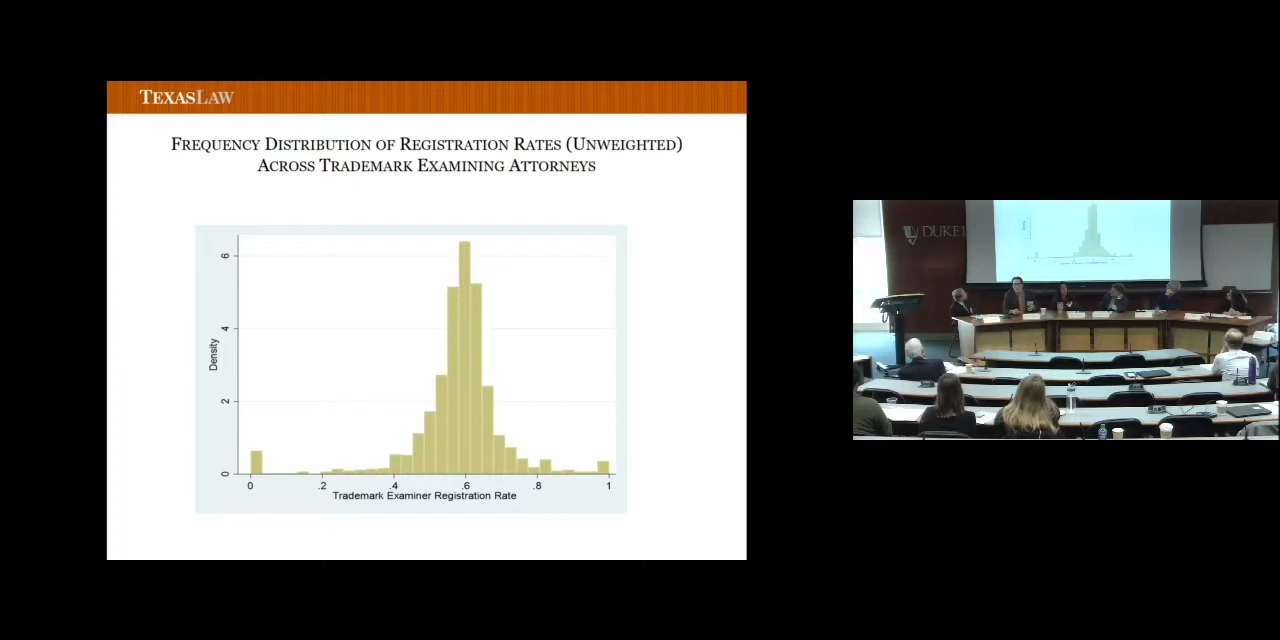 TEXASLAW
FREQUENCY DISTRIBUTION OF REGISTRATION RATES (UNWEIGHTED)
ACROSS TRADEMARK EXAMINING ATTORNEYS
Density
6
4
2
0
0 .2 .4 .6 .8 1
Trademark Examiner Registration Rate
DUKE